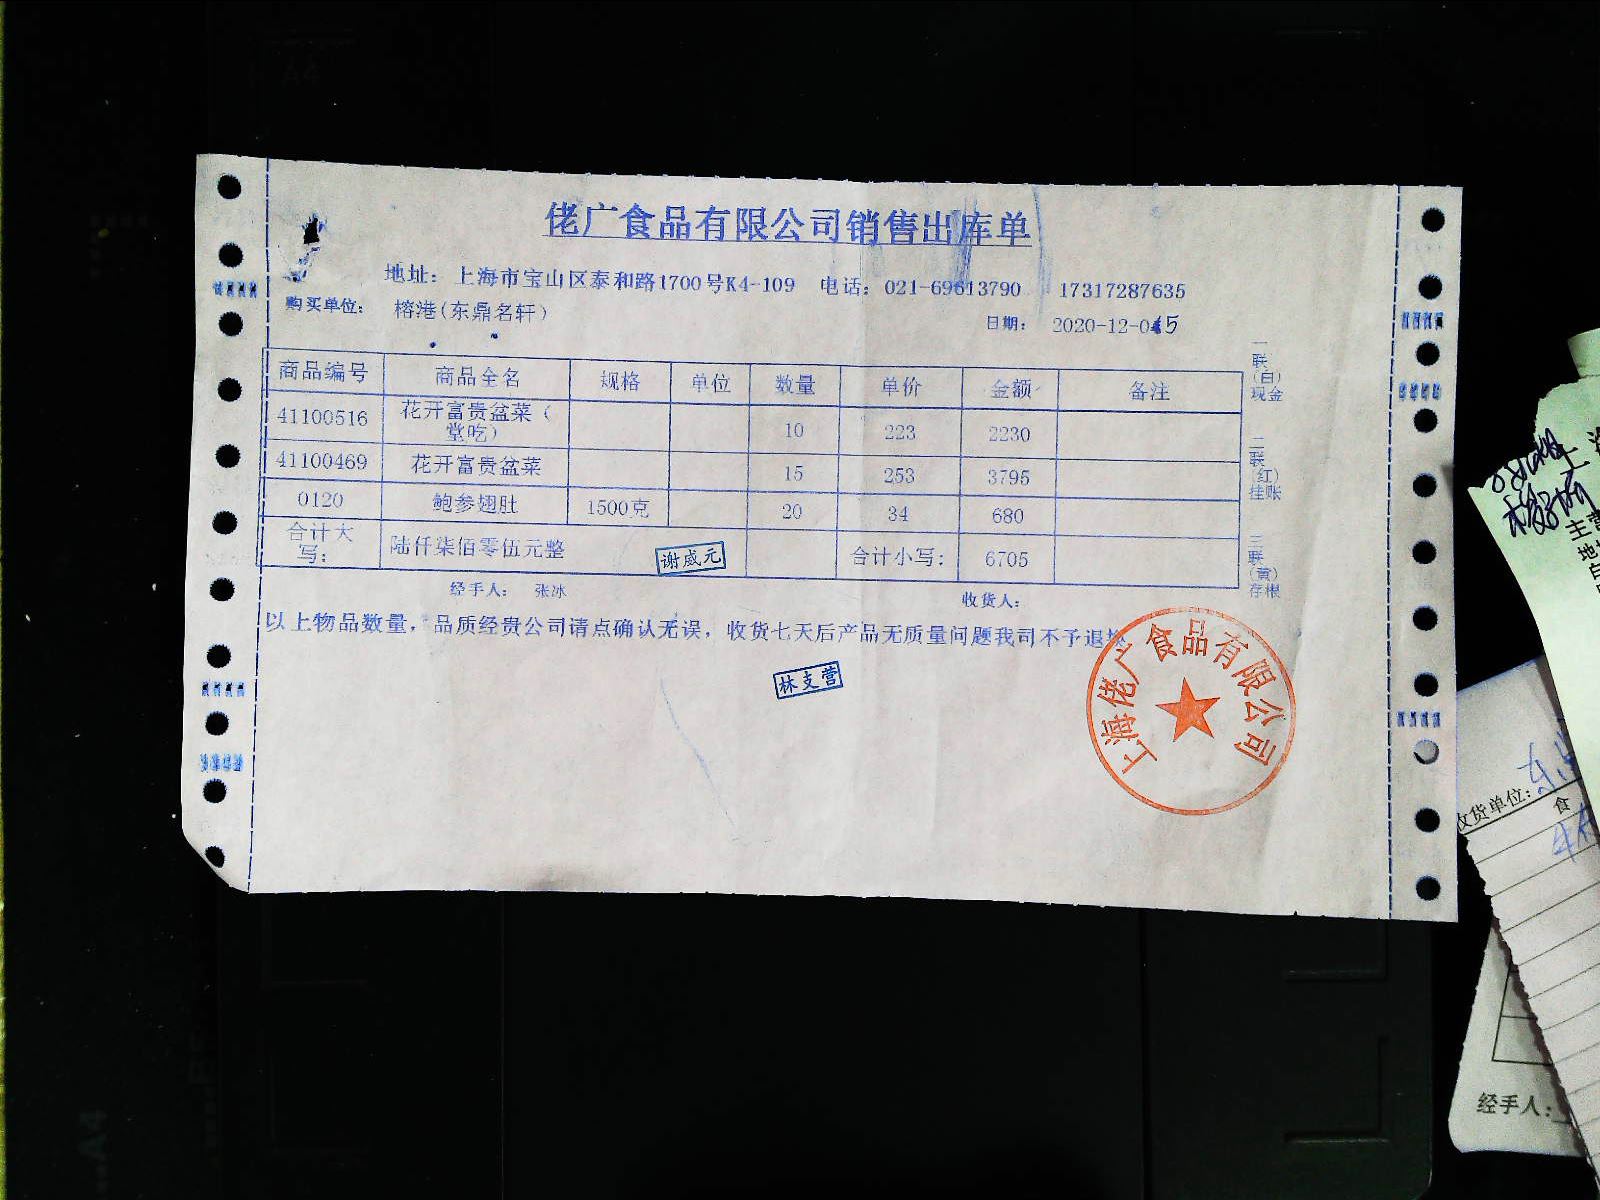 佬广食品有限公司销售出库单
地址: 上海市宝山区泰和路1700号K4-109 电话: 021-69613790 17317287635
购买单位: 榕港(东鼎名轩)
日期: 2020-12-05
商品编号 商品全名 规格 单位 数量 单价 金额 备注
41100516 花开富贵盆菜(堂吃) 10 223 2230
41100469 花开富贵盆菜 15 253 3795
0120 鲍参翅肚 1500克 20 34 680
合计大写: 陆仟柒佰零伍元整 合计小写: 6705
谢威元
经手人: 张冰 收货人:
以上物品数量,品质经贵公司请点确认无误,收货七天后产品无质量问题我司不予退
林支营
上海佬广食品有限公司
一联(白)现金
二联(红)挂账
三联(黄)存根
A4
收货单位:
食
主营
经手人: